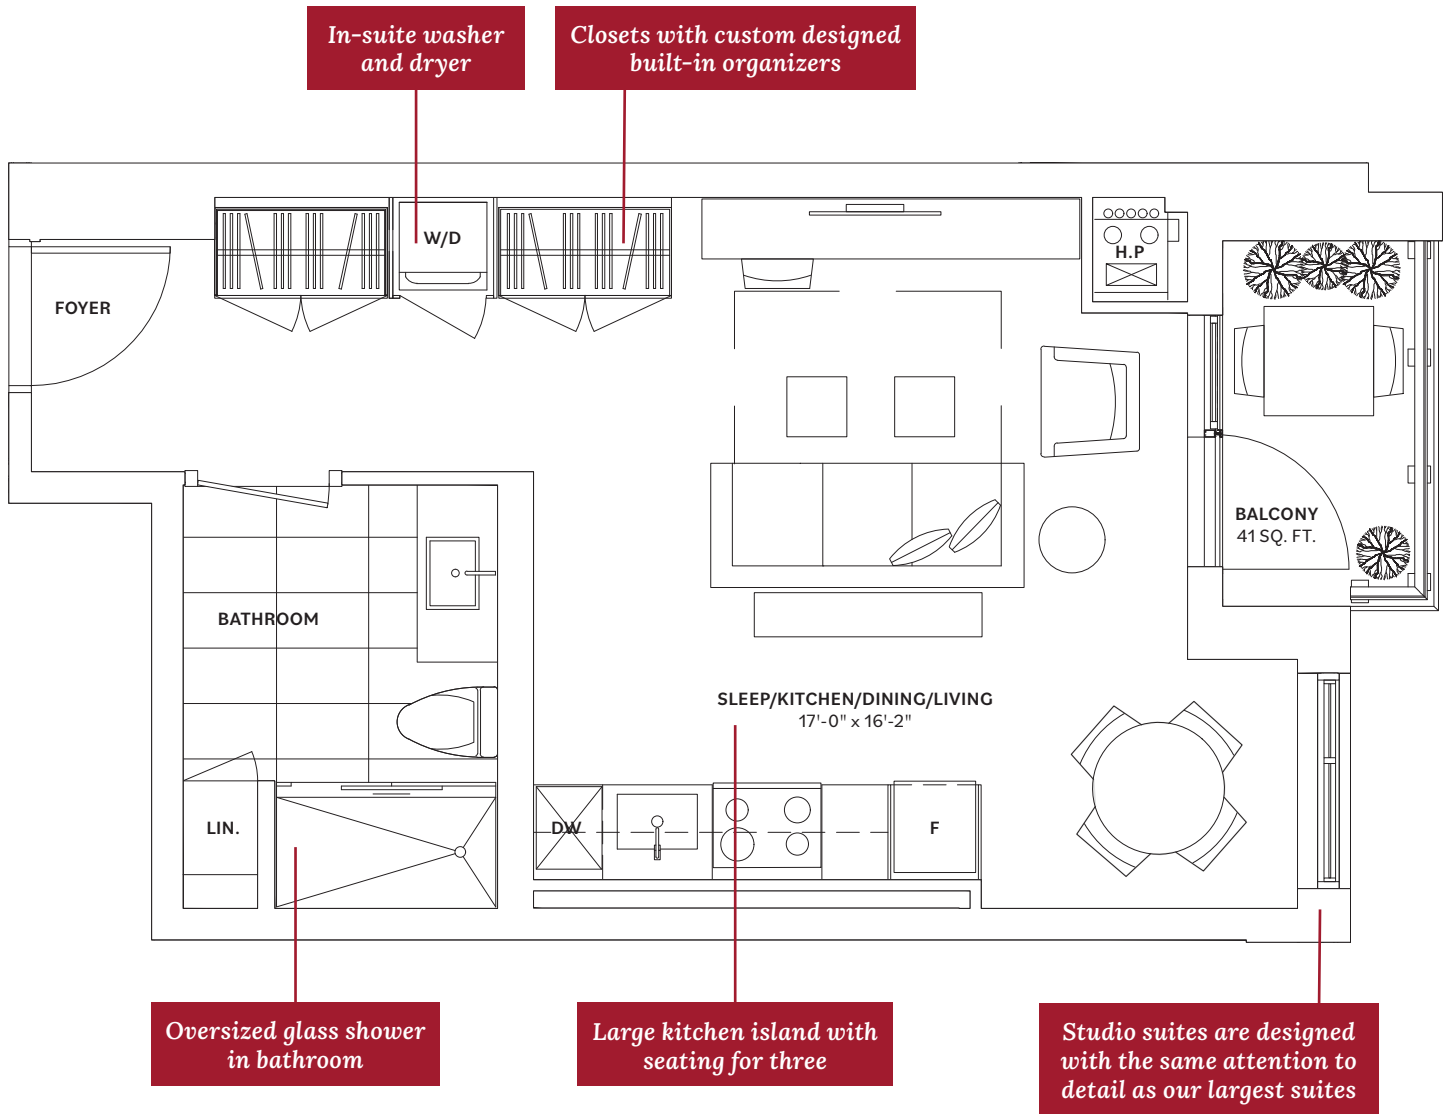 In-suite washer
and dryer
Closets with custom designed
built-in organizers
W/D
H.P
FOYER
BALCONY
41 SQ. FT.
BATHROOM
SLEEP/KITCHEN/DINING/LIVING
17'-0" x 16'-2"
LIN.
DW
F
Oversized glass shower
in bathroom
Large kitchen island with
seating for three
Studio suites are designed
with the same attention to
detail as our largest suites